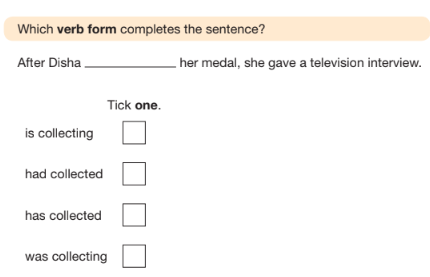 Which verb form completes the sentence?
After Disha ______________ her medal, she gave a television interview.
Tick one.
is collecting
had collected
has collected
was collecting